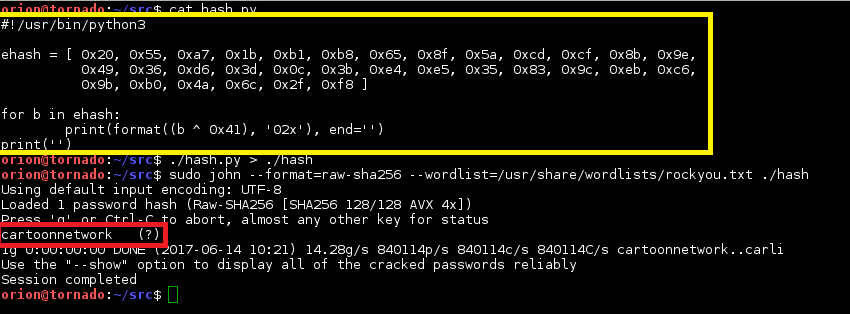 orion@tornado:~/src$ cat hash.py
#!/usr/bin/python3
ehash = [ 0x20, 0x55, 0xa7, 0x1b, 0xb1, 0xb8, 0x65, 0x8f, 0x5a, 0xcd, 0xcf, 0x8b, 0x9e,
0x49, 0x36, 0xd6, 0x3d, 0x0c, 0x3b, 0xe4, 0xe5, 0x35, 0x83, 0x9c, 0xeb, 0xc6,
0x9b, 0xb0, 0x4a, 0x6c, 0x2f, 0xf8 ]
for b in ehash:
print(format((b ^ 0x41), '02x'), end='')
print('')
orion@tornado:~/src$ ./hash.py > ./hash
orion@tornado:~/src$ sudo john --format=raw-sha256 --wordlist=/usr/share/wordlists/rockyou.txt ./hash
Using default input encoding: UTF-8
Loaded 1 password hash (Raw-SHA256 [SHA256 128/128 AVX 4x])
Press 'q' or Ctrl-C to abort, almost any other key for status
cartoonnetwork (?)
1g 0:00:00:00 DONE (2017-06-14 10:21) 14.28g/s 840114p/s 840114c/s 840114C/s cartoonnetwork..carli
Use the "--show" option to display all of the cracked passwords reliably
Session completed
orion@tornado:~/src$